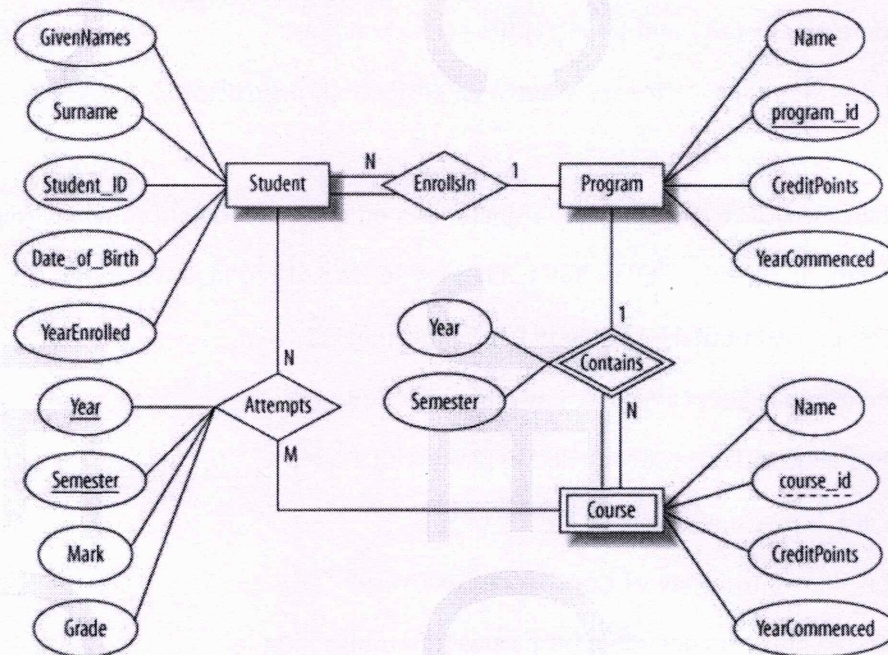 GivenNames
Surname
Student_ID
Date_of_Birth
YearEnrolled
Student
N
EnrollsIn
1
Program
Name
program_id
CreditPoints
YearCommenced
Year
Semester
1
Contains
N
Year
Semester
Mark
Grade
N
Attempts
M
Course
Name
course_id
CreditPoints
YearCommenced